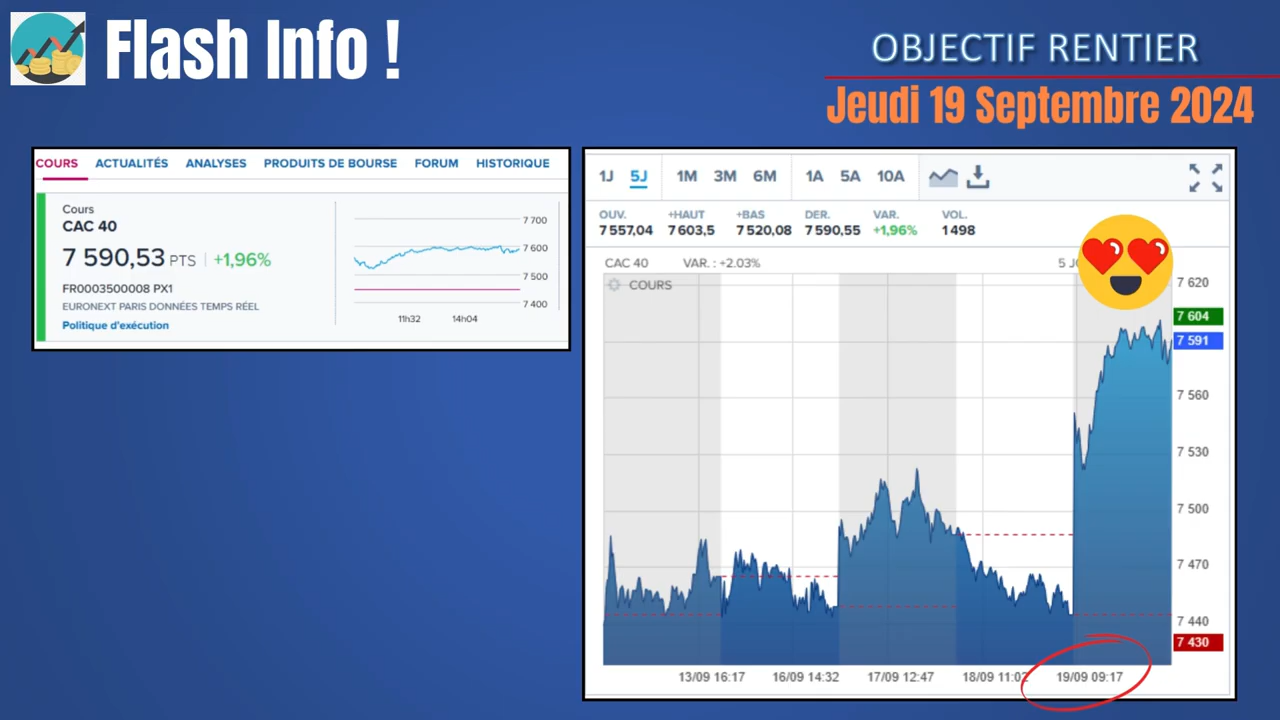 Flash Info !
OBJECTIF RENTIER
Jeudi 19 Septembre 2024
COURS ACTUALITÉS ANALYSES PRODUITS DE BOURSE FORUM HISTORIQUE
Cours
CAC 40
7 590,53 PTS +1,96%
FR0003500008 PX1
EURONEXT PARIS DONNÉES TEMPS RÉEL
Politique d'exécution
7 700
7 600
7 500
7 400
11h32 14h04
1J 5J 1M 3M 6M 1A 5A 10A
OUV. +HAUT +BAS DER. VAR. VOL.
7 557,04 7 603,5 7 520,08 7 590,55 +1,96% 1 498
CAC 40 VAR. : +2.03%
COURS
7 620
7 604
7 591
7 560
7 530
7 500
7 470
7 440
7 430
13/09 16:17 16/09 14:32 17/09 12:47 18/09 11:02 19/09 09:17